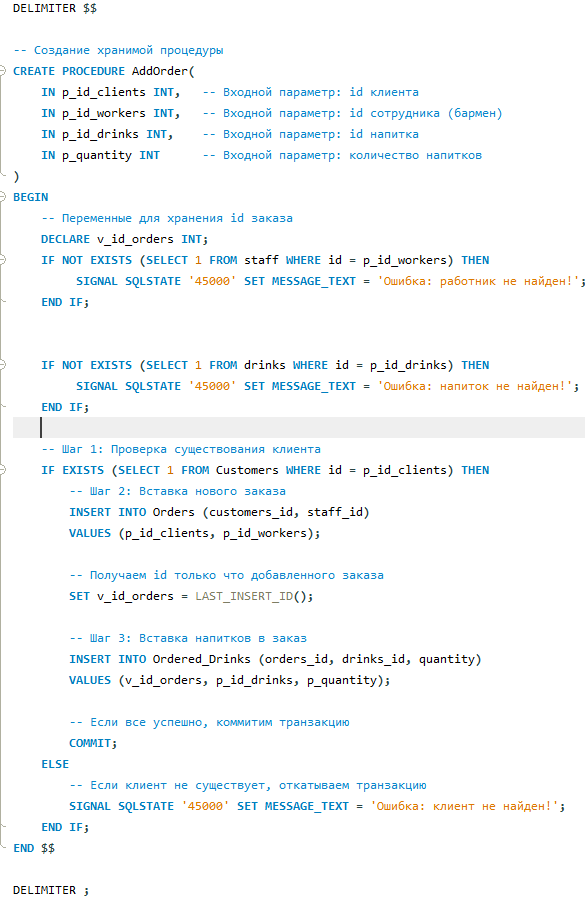 DELIMITER $$
-- Создание хранимой процедуры
CREATE PROCEDURE AddOrder(
    IN p_id_clients INT,   -- Входной параметр: id клиента
    IN p_id_workers INT,   -- Входной параметр: id сотрудника (бармен)
    IN p_id_drinks INT,    -- Входной параметр: id напитка
    IN p_quantity INT      -- Входной параметр: количество напитков
)
BEGIN
    -- Переменные для хранения id заказа
    DECLARE v_id_orders INT;
    IF NOT EXISTS (SELECT 1 FROM staff WHERE id = p_id_workers) THEN
         SIGNAL SQLSTATE '45000' SET MESSAGE_TEXT = 'Ошибка: работник не найден!';
    END IF;
    IF NOT EXISTS (SELECT 1 FROM drinks WHERE id = p_id_drinks) THEN
         SIGNAL SQLSTATE '45000' SET MESSAGE_TEXT = 'Ошибка: напиток не найден!';
    END IF;
    -- Шаг 1: Проверка существования клиента
    IF EXISTS (SELECT 1 FROM Customers WHERE id = p_id_clients) THEN
        -- Шаг 2: Вставка нового заказа
        INSERT INTO Orders (customers_id, staff_id)
        VALUES (p_id_clients, p_id_workers);
        -- Получаем id только что добавленного заказа
        SET v_id_orders = LAST_INSERT_ID();
        -- Шаг 3: Вставка напитков в заказ
        INSERT INTO Ordered_Drinks (orders_id, drinks_id, quantity)
        VALUES (v_id_orders, p_id_drinks, p_quantity);
        -- Если все успешно, коммитим транзакцию
        COMMIT;
    ELSE
        -- Если клиент не существует, откатываем транзакцию
        SIGNAL SQLSTATE '45000' SET MESSAGE_TEXT = 'Ошибка: клиент не найден!';
    END IF;
END $$
DELIMITER ;